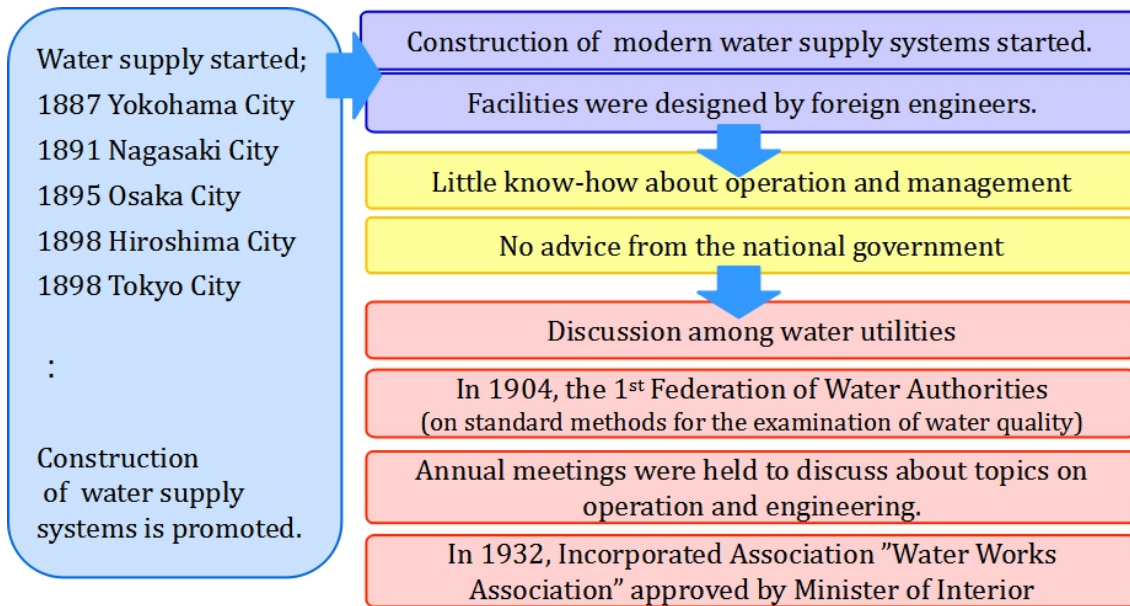 Water supply started;
1887 Yokohama City
1891 Nagasaki City
1895 Osaka City
1898 Hiroshima City
1898 Tokyo City
:
Construction
of water supply
systems is promoted.
Construction of modern water supply systems started.
Facilities were designed by foreign engineers.
Little know-how about operation and management
No advice from the national government
Discussion among water utilities
In 1904, the 1st Federation of Water Authorities
(on standard methods for the examination of water quality)
Annual meetings were held to discuss about topics on
operation and engineering.
In 1932, Incorporated Association ”Water Works
Association” approved by Minister of Interior